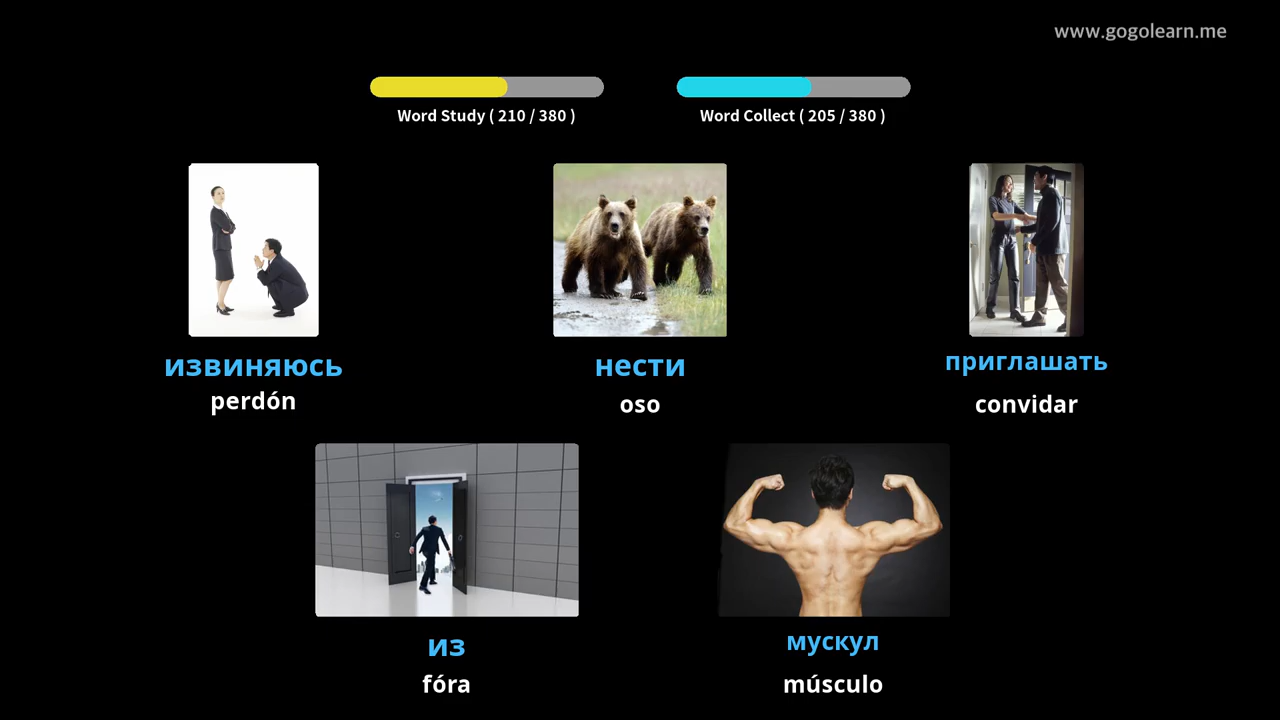 www.gogolearn.me
Word Study ( 210 / 380 )
Word Collect ( 205 / 380 )
извиняюсь
perdón
нести
oso
приглашать
convidar
из
fóra
мускул
músculo